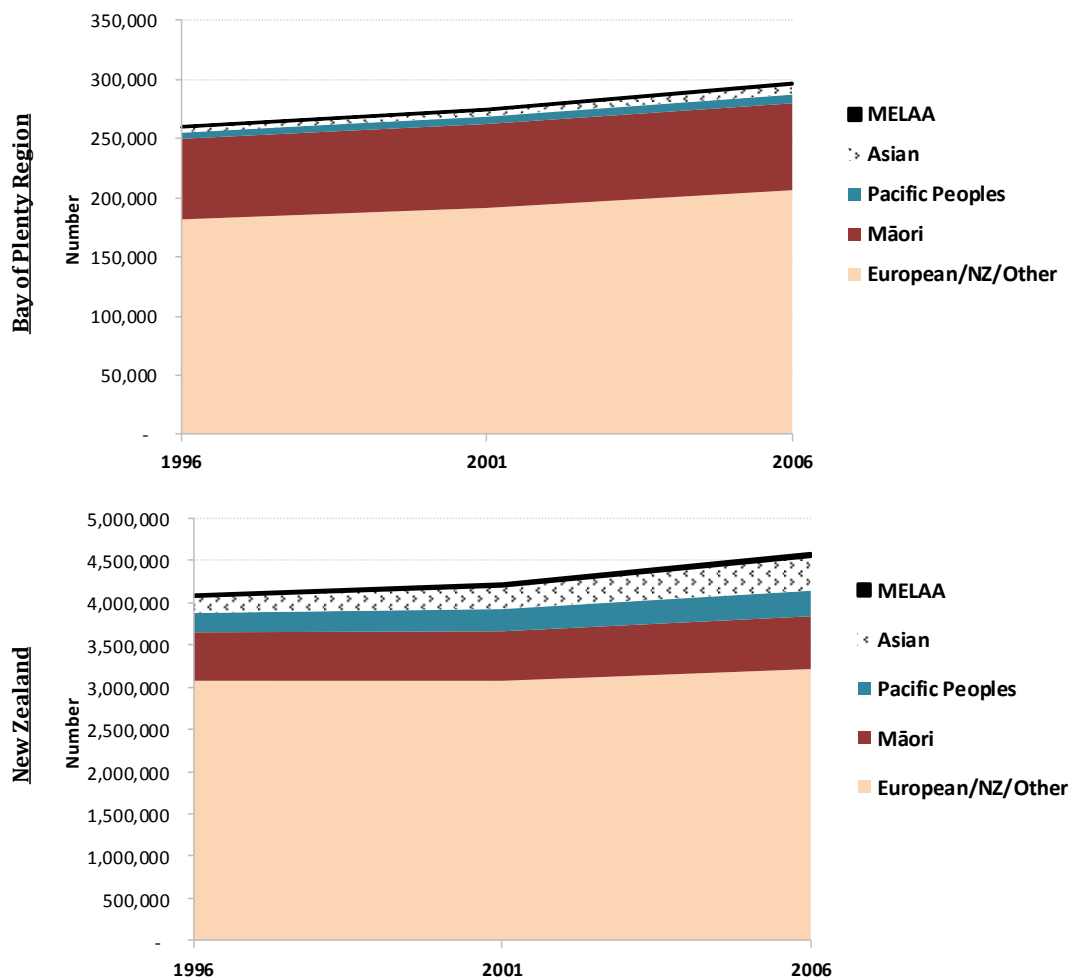 Bay of Plenty Region
Number
350,000
300,000
250,000
200,000
150,000
100,000
50,000
-
1996
2001
2006
MELAA
Asian
Pacific Peoples
Māori
European/NZ/Other
New Zealand
Number
5,000,000
4,500,000
4,000,000
3,500,000
3,000,000
2,500,000
2,000,000
1,500,000
1,000,000
500,000
-
1996
2001
2006
MELAA
Asian
Pacific Peoples
Māori
European/NZ/Other